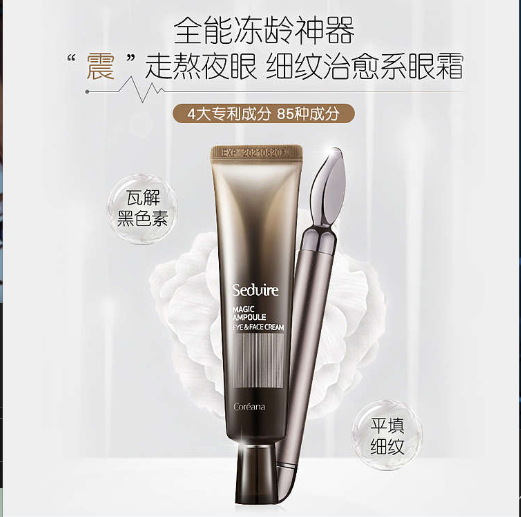 全能冻龄神器
“震”走熬夜眼 细纹治愈系眼霜
4大专利成分 85种成分
瓦解
黑色素
Seduire
MAGIC
AMPOULE
EYE & FACE CREAM
Coréana
平填
细纹